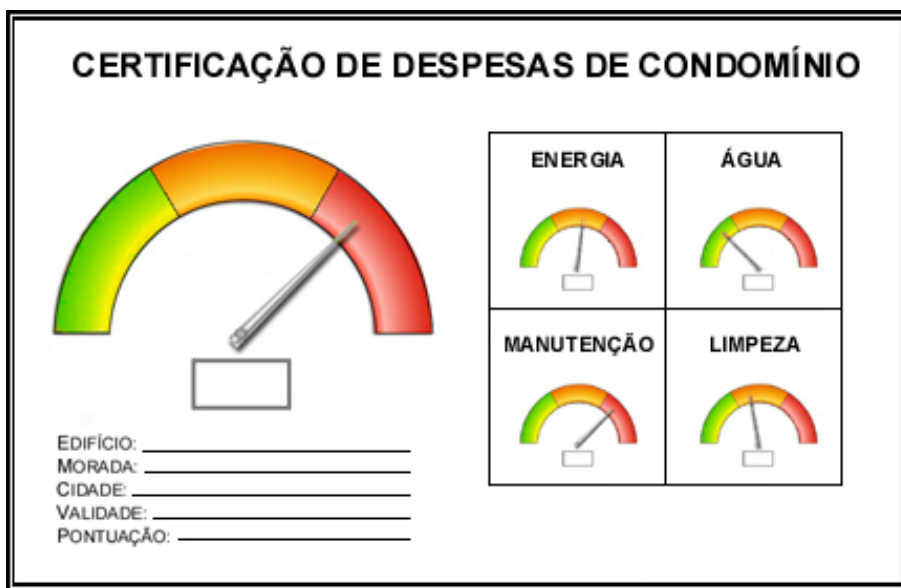 CERTIFICAÇÃO DE DESPESAS DE CONDOMÍNIO
ENERGIA
ÁGUA
MANUTENÇÃO
LIMPEZA
EDIFÍCIO:
MORADA:
CIDADE:
VALIDADE:
PONTUAÇÃO: